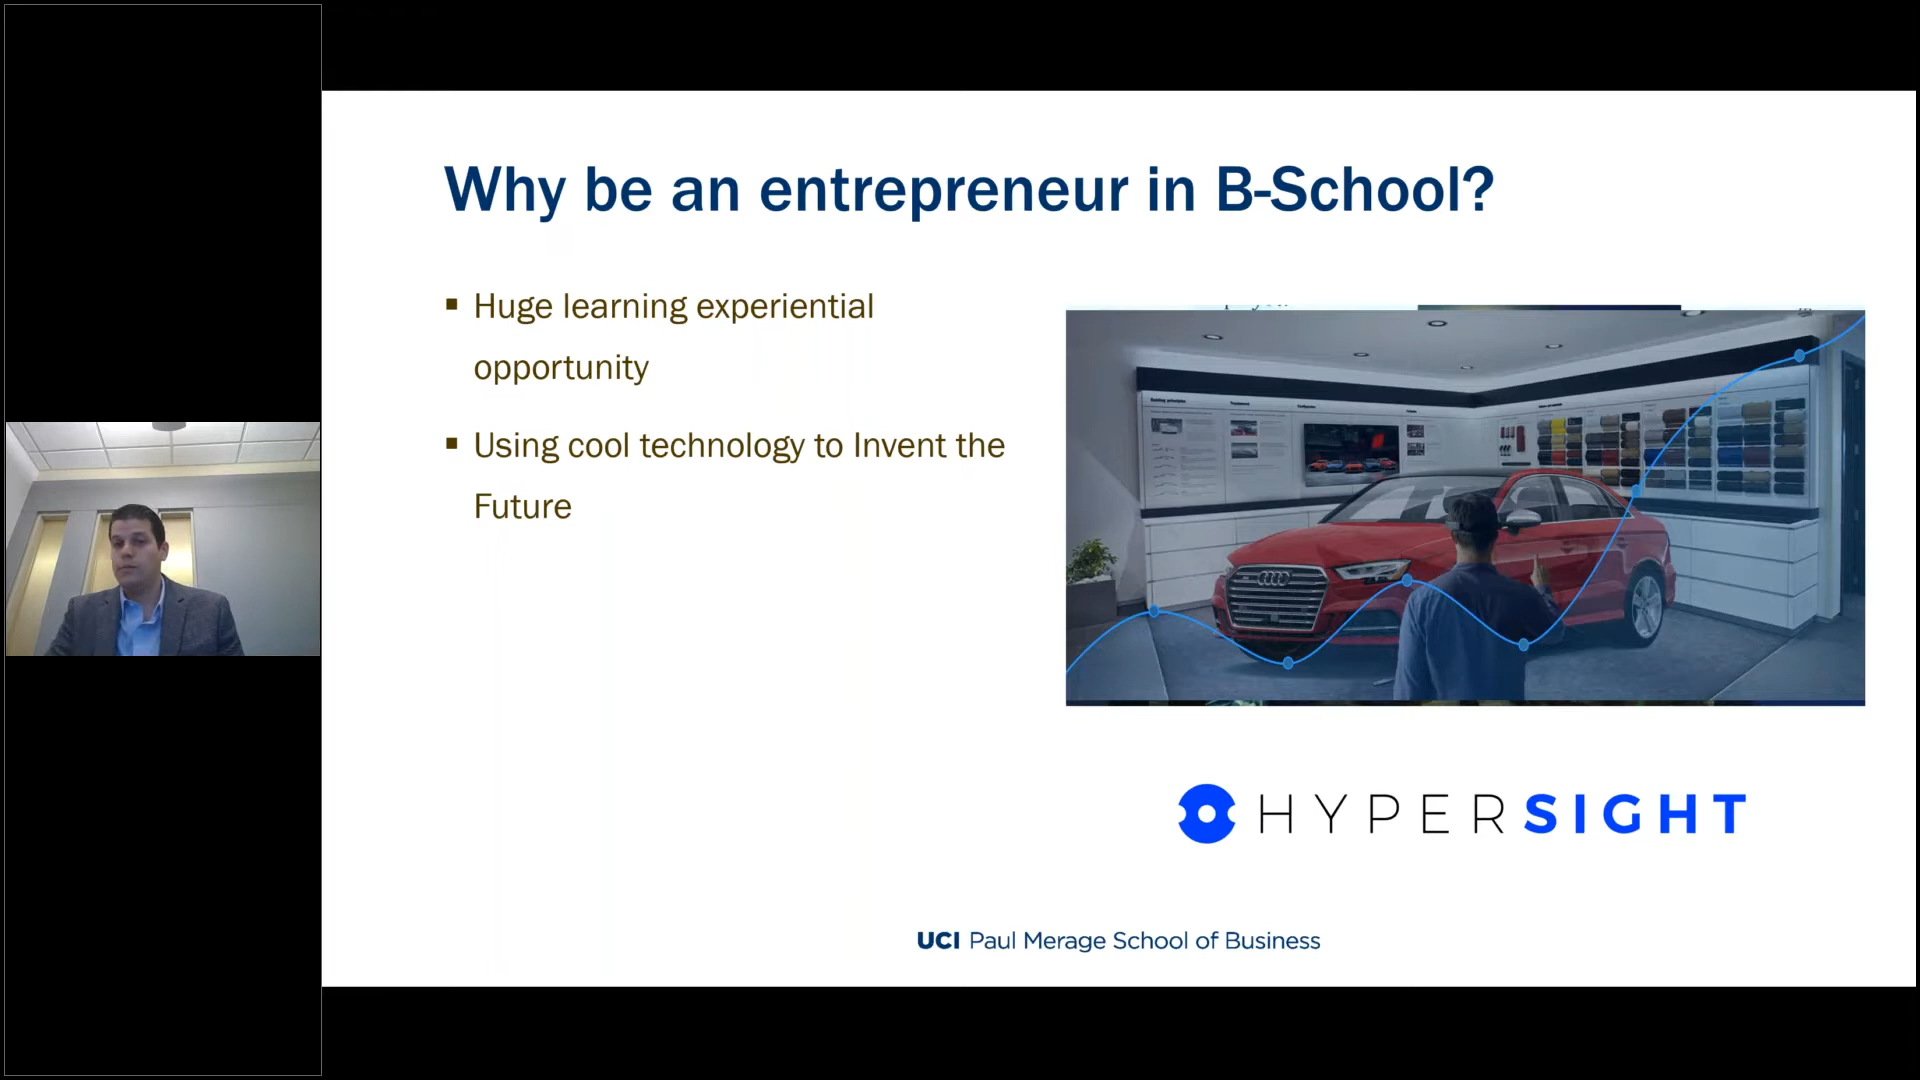 Why be an entrepreneur in B-School?
▪ Huge learning experiential
opportunity
▪ Using cool technology to Invent the
Future
HYPERSIGHT
UCI Paul Merage School of Business